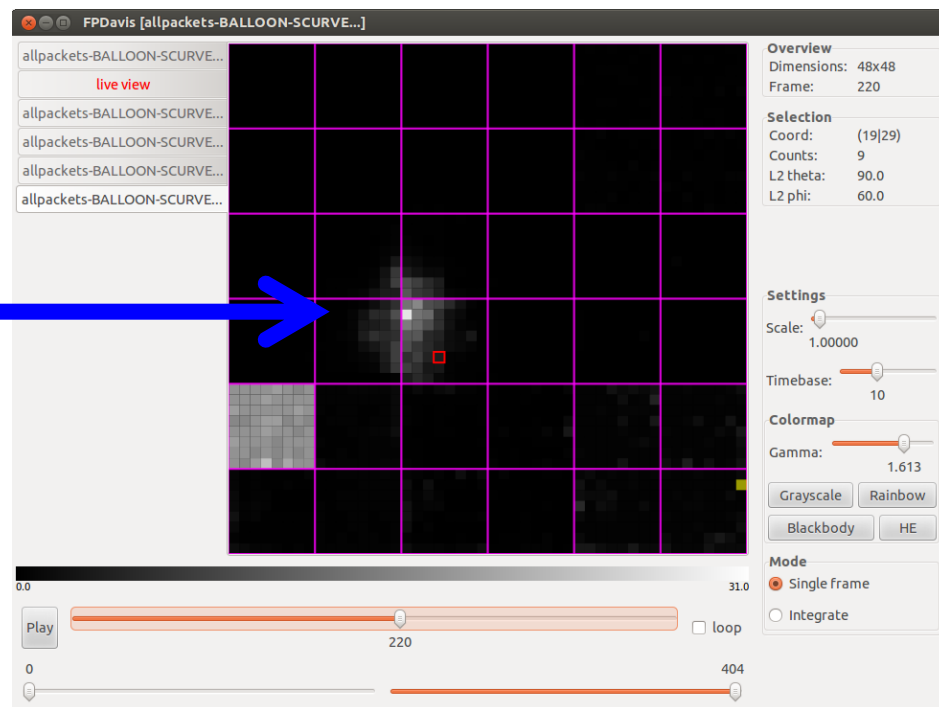 FPDavis [allpackets-BALLOON-SCURVE...]
allpackets-BALLOON-SCURVE...
live view
allpackets-BALLOON-SCURVE...
allpackets-BALLOON-SCURVE...
allpackets-BALLOON-SCURVE...
allpackets-BALLOON-SCURVE...
Overview
Dimensions: 48x48
Frame: 220
Selection
Coord: (19|29)
Counts: 9
L2 theta: 90.0
L2 phi: 60.0
Settings
Scale:
1.00000
Timebase:
10
Colormap
Gamma:
1.613
Grayscale Rainbow
Blackbody HE
Mode
Single frame
Integrate
0.0 31.0
Play
220
loop
0 404